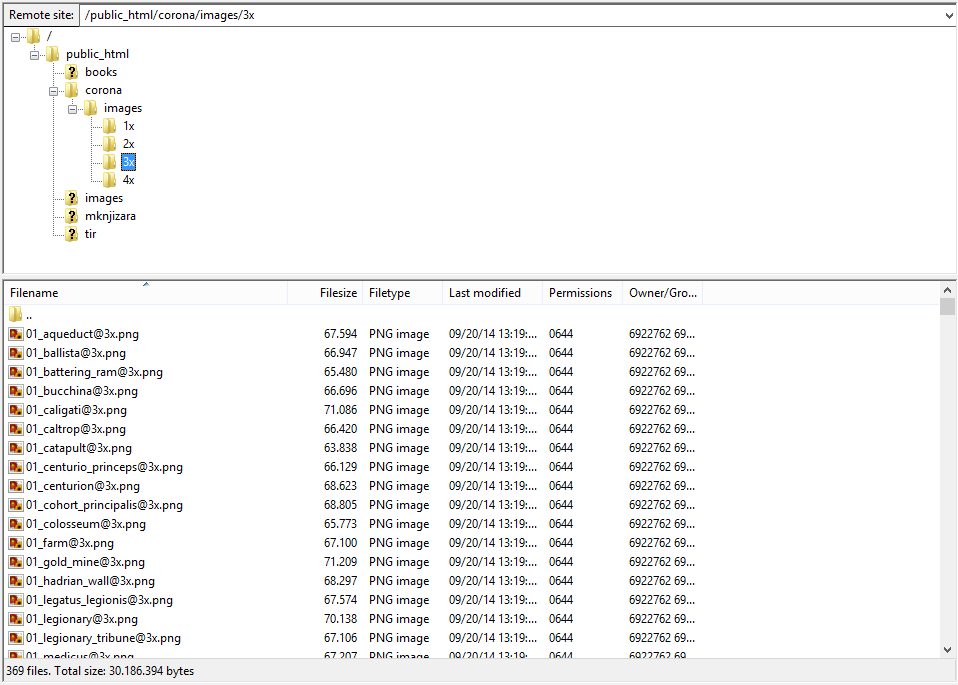 Remote site: /public_html/corona/images/3x
/
public_html
books
corona
images
1x
2x
3x
4x
images
mknjizara
tir
Filename Filesize Filetype Last modified Permissions Owner/Gro...
..
01_aqueduct@3x.png 67.594 PNG image 09/20/14 13:19:... 0644 6922762 69...
01_ballista@3x.png 66.947 PNG image 09/20/14 13:19:... 0644 6922762 69...
01_battering_ram@3x.png 65.480 PNG image 09/20/14 13:19:... 0644 6922762 69...
01_bucchina@3x.png 66.696 PNG image 09/20/14 13:19:... 0644 6922762 69...
01_caligati@3x.png 71.086 PNG image 09/20/14 13:19:... 0644 6922762 69...
01_caltrop@3x.png 66.420 PNG image 09/20/14 13:19:... 0644 6922762 69...
01_catapult@3x.png 63.838 PNG image 09/20/14 13:19:... 0644 6922762 69...
01_centurio_princeps@3x.png 66.129 PNG image 09/20/14 13:19:... 0644 6922762 69...
01_centurion@3x.png 68.623 PNG image 09/20/14 13:19:... 0644 6922762 69...
01_cohort_principalis@3x.png 68.805 PNG image 09/20/14 13:19:... 0644 6922762 69...
01_colosseum@3x.png 65.773 PNG image 09/20/14 13:19:... 0644 6922762 69...
01_farm@3x.png 67.100 PNG image 09/20/14 13:19:... 0644 6922762 69...
01_gold_mine@3x.png 71.209 PNG image 09/20/14 13:19:... 0644 6922762 69...
01_hadrian_wall@3x.png 68.297 PNG image 09/20/14 13:19:... 0644 6922762 69...
01_legatus_legionis@3x.png 67.574 PNG image 09/20/14 13:19:... 0644 6922762 69...
01_legionary@3x.png 70.138 PNG image 09/20/14 13:19:... 0644 6922762 69...
01_legionary_tribune@3x.png 67.106 PNG image 09/20/14 13:19:... 0644 6922762 69...
01_medicus@3x.png 67.207 PNG image 09/20/14 13:19:... 0644 6922762 69...
369 files. Total size: 30.186.394 bytes